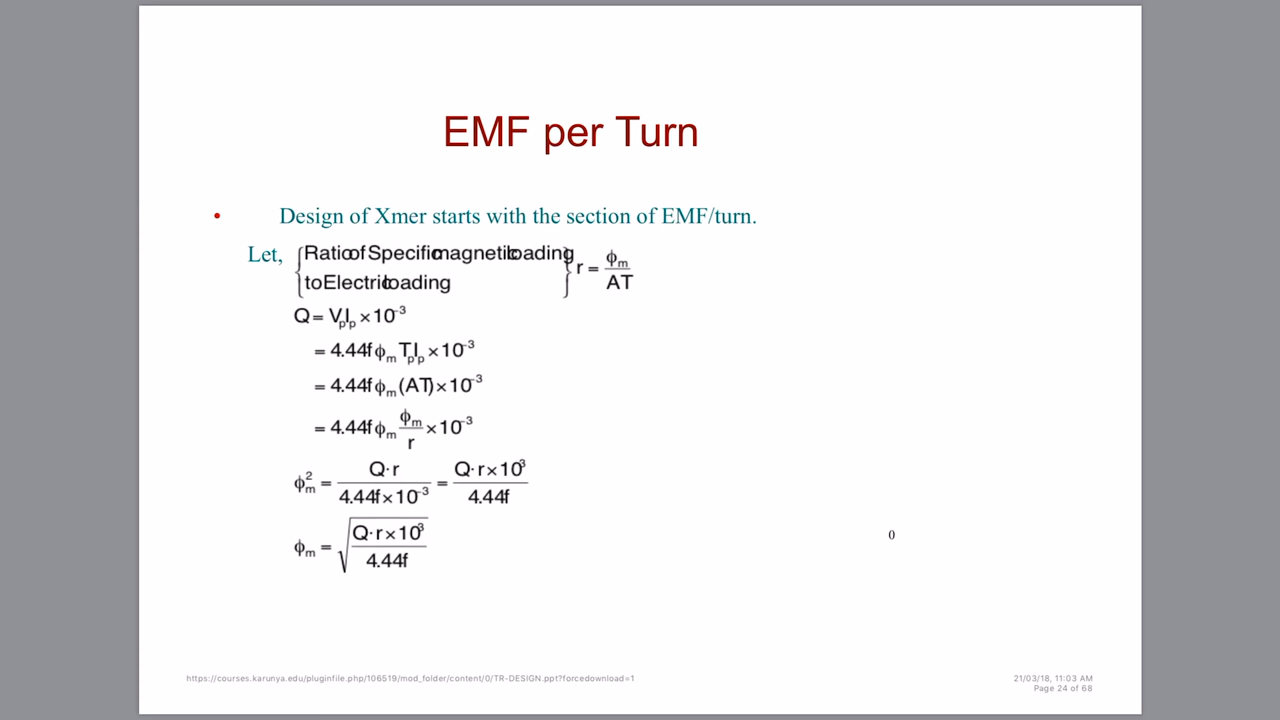 EMF per Turn
• Design of Xmer starts with the section of EMF/turn.
Let, { Ratio of Specific magnetic loading
to Electric loading } r = ϕm / AT
Q = VpIp × 10⁻³
= 4.44f ϕm TpIp × 10⁻³
= 4.44f ϕm (AT) × 10⁻³
= 4.44f ϕm ϕm / r × 10⁻³
ϕm² = Q·r / 4.44f × 10⁻³ = Q·r × 10³ / 4.44f
ϕm = √(Q·r × 10³ / 4.44f)
0
https://courses.karunya.edu/pluginfile.php/106519/mod_folder/content/0/TR-DESIGN.ppt?forcedownload=1
21/03/18, 11:03 AM
Page 24 of 68